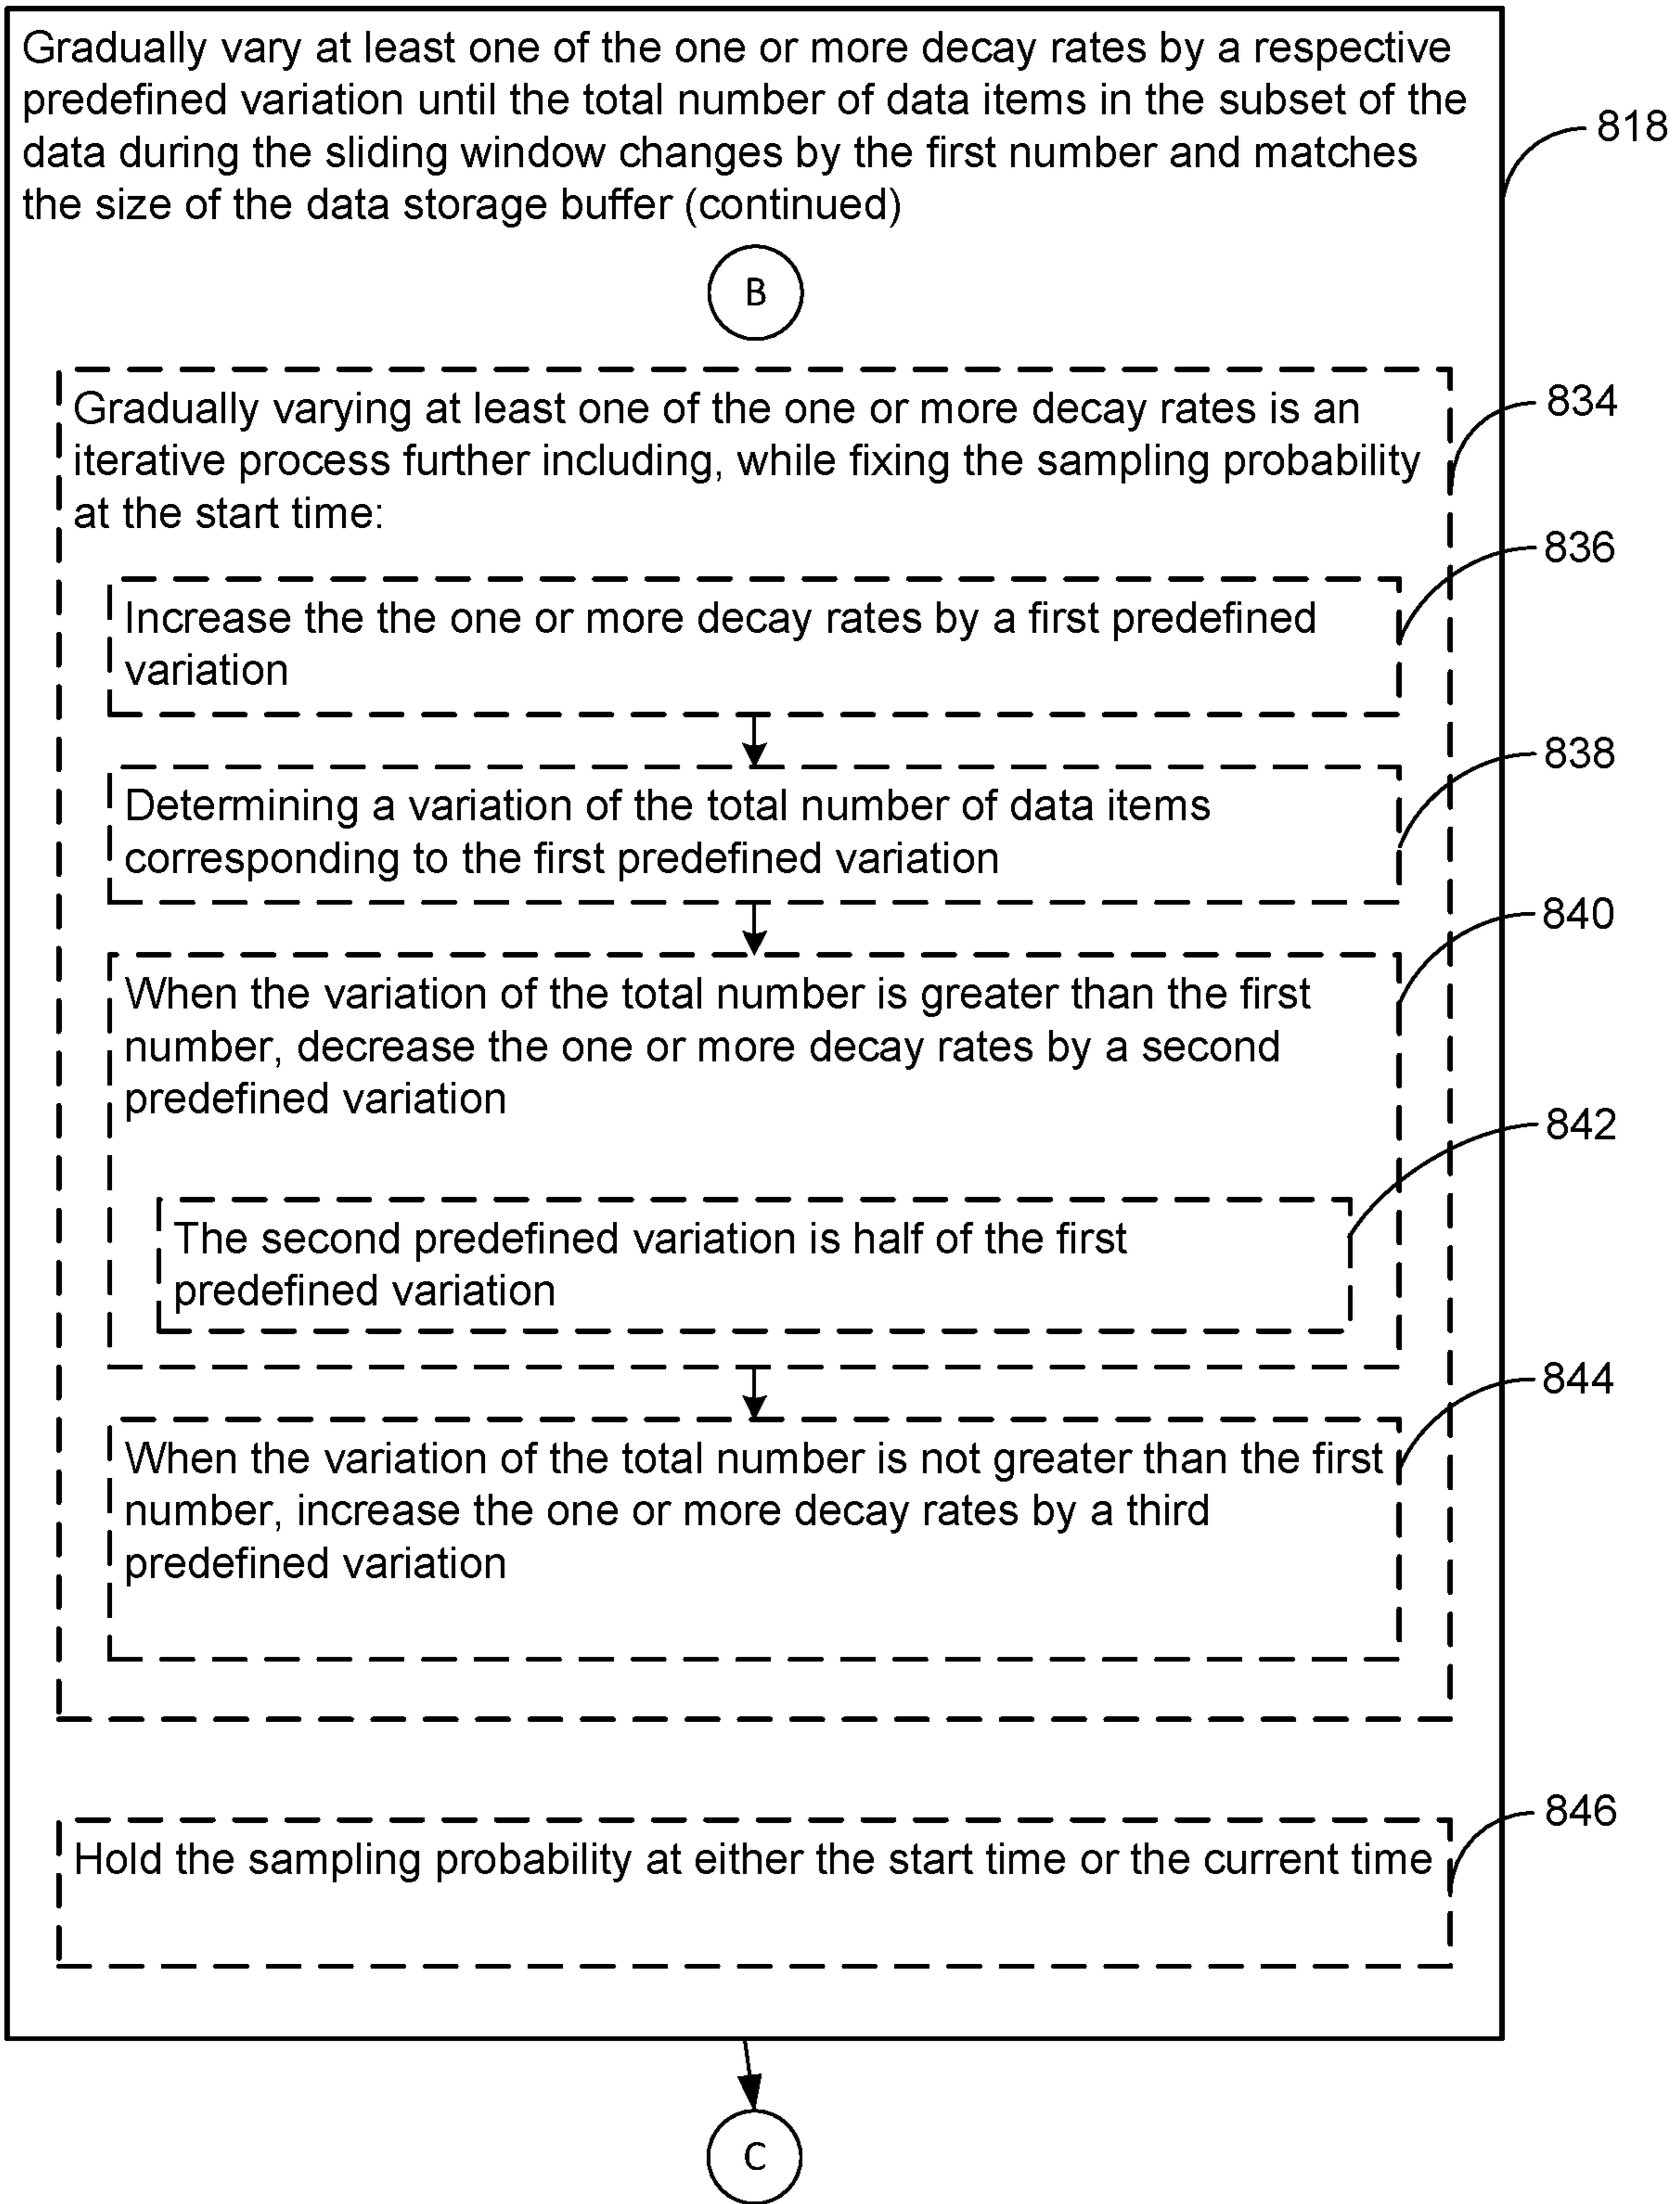 Gradually vary at least one of the one or more decay rates by a respective
predefined variation until the total number of data items in the subset of the
data during the sliding window changes by the first number and matches
the size of the data storage buffer (continued)
818
B
Gradually varying at least one of the one or more decay rates is an
iterative process further including, while fixing the sampling probability
at the start time:
834
Increase the the one or more decay rates by a first predefined
variation
836
Determining a variation of the total number of data items
corresponding to the first predefined variation
838
When the variation of the total number is greater than the first
number, decrease the one or more decay rates by a second
predefined variation
840
The second predefined variation is half of the first
predefined variation
842
When the variation of the total number is not greater than the first
number, increase the one or more decay rates by a third
predefined variation
844
Hold the sampling probability at either the start time or the current time
846
C